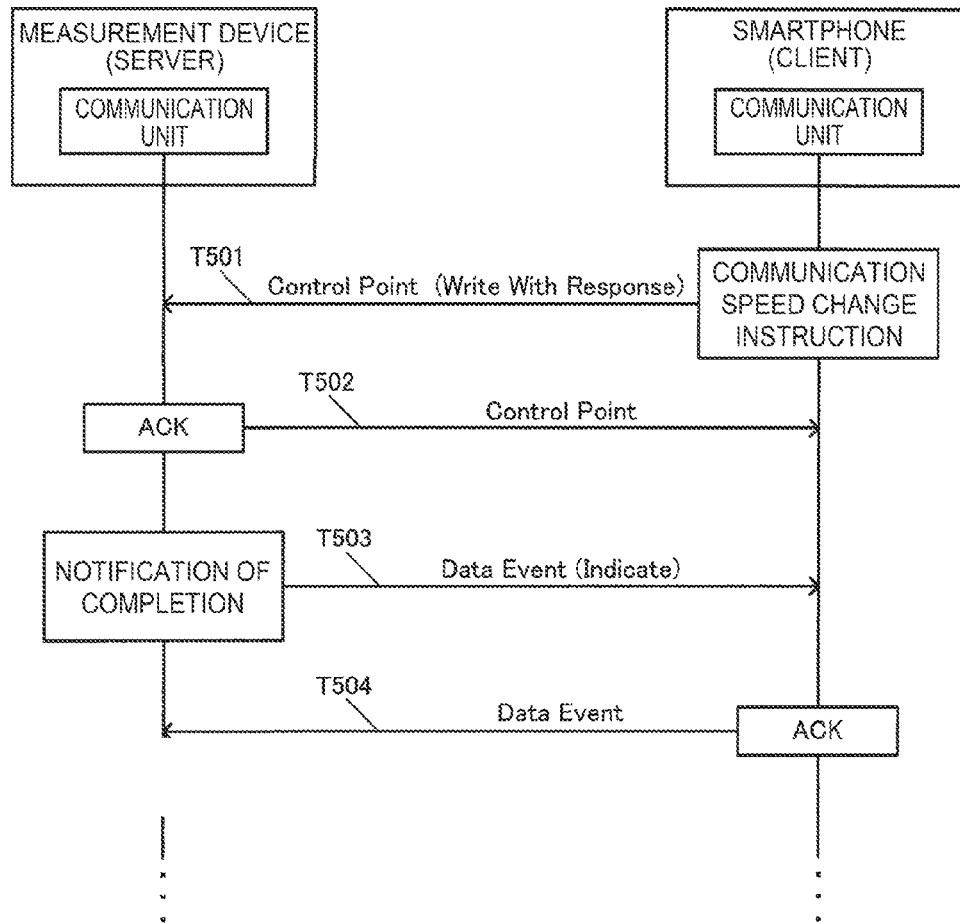 MEASUREMENT DEVICE
(SERVER)
COMMUNICATION
UNIT
SMARTPHONE
(CLIENT)
COMMUNICATION
UNIT
T501
Control Point (Write With Response)
COMMUNICATION
SPEED CHANGE
INSTRUCTION
T502
ACK
Control Point
NOTIFICATION OF
COMPLETION
T503
Data Event (Indicate)
T504
Data Event
ACK